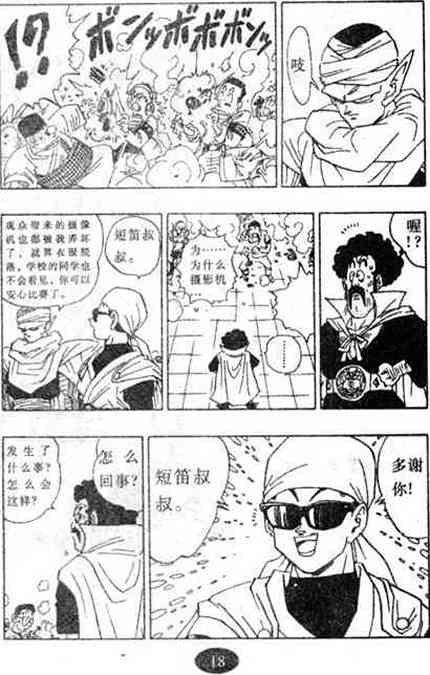 吱
ボンッボボボンッ
!?
喔!?
……
为……
为什么
摄影机
……
……
短笛叔
叔。
观众带来的摄像
机也都被我弄坏
了，就算衣服脱
落，学校的同学也
不会看见，你可以
安心比赛了。
多谢
你!
短笛叔
叔。
怎么
回事?
发生了
什么事?
怎么会
这样?
18